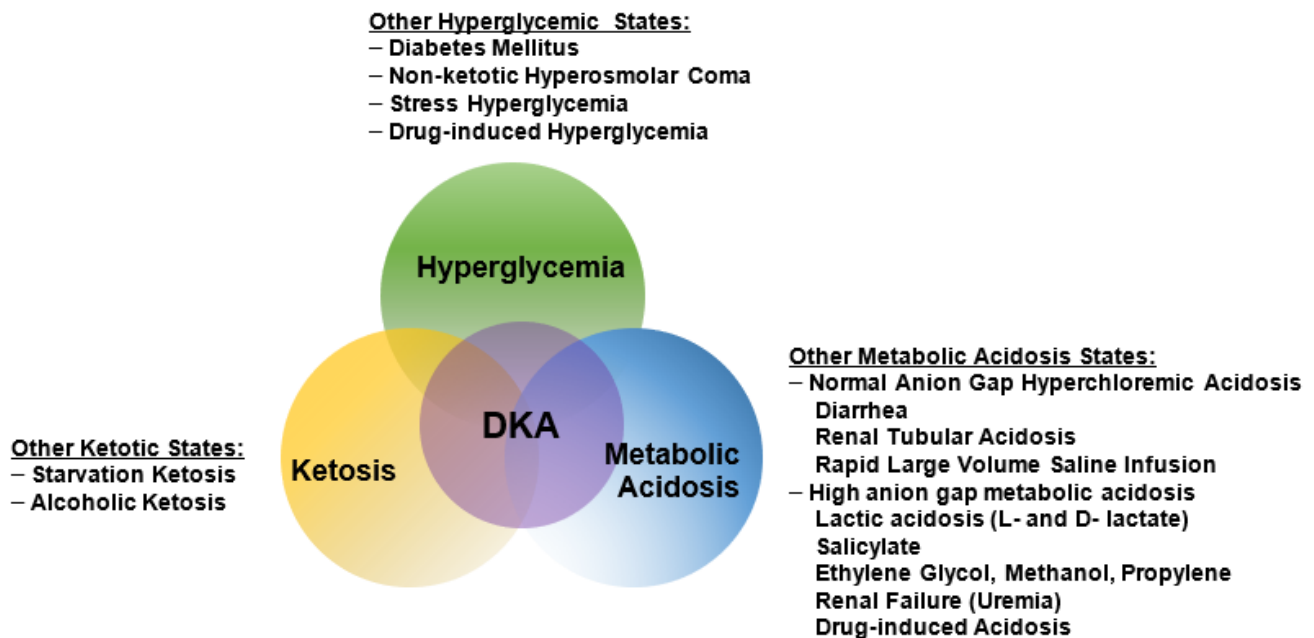 Other Hyperglycemic States:
– Diabetes Mellitus
– Non-ketotic Hyperosmolar Coma
– Stress Hyperglycemia
– Drug-induced Hyperglycemia
Hyperglycemia
DKA
Ketosis
Metabolic
Acidosis
Other Ketotic States:
– Starvation Ketosis
– Alcoholic Ketosis
Other Metabolic Acidosis States:
– Normal Anion Gap Hyperchloremic Acidosis
Diarrhea
Renal Tubular Acidosis
Rapid Large Volume Saline Infusion
– High anion gap metabolic acidosis
Lactic acidosis (L- and D- lactate)
Salicylate
Ethylene Glycol, Methanol, Propylene
Renal Failure (Uremia)
Drug-induced Acidosis